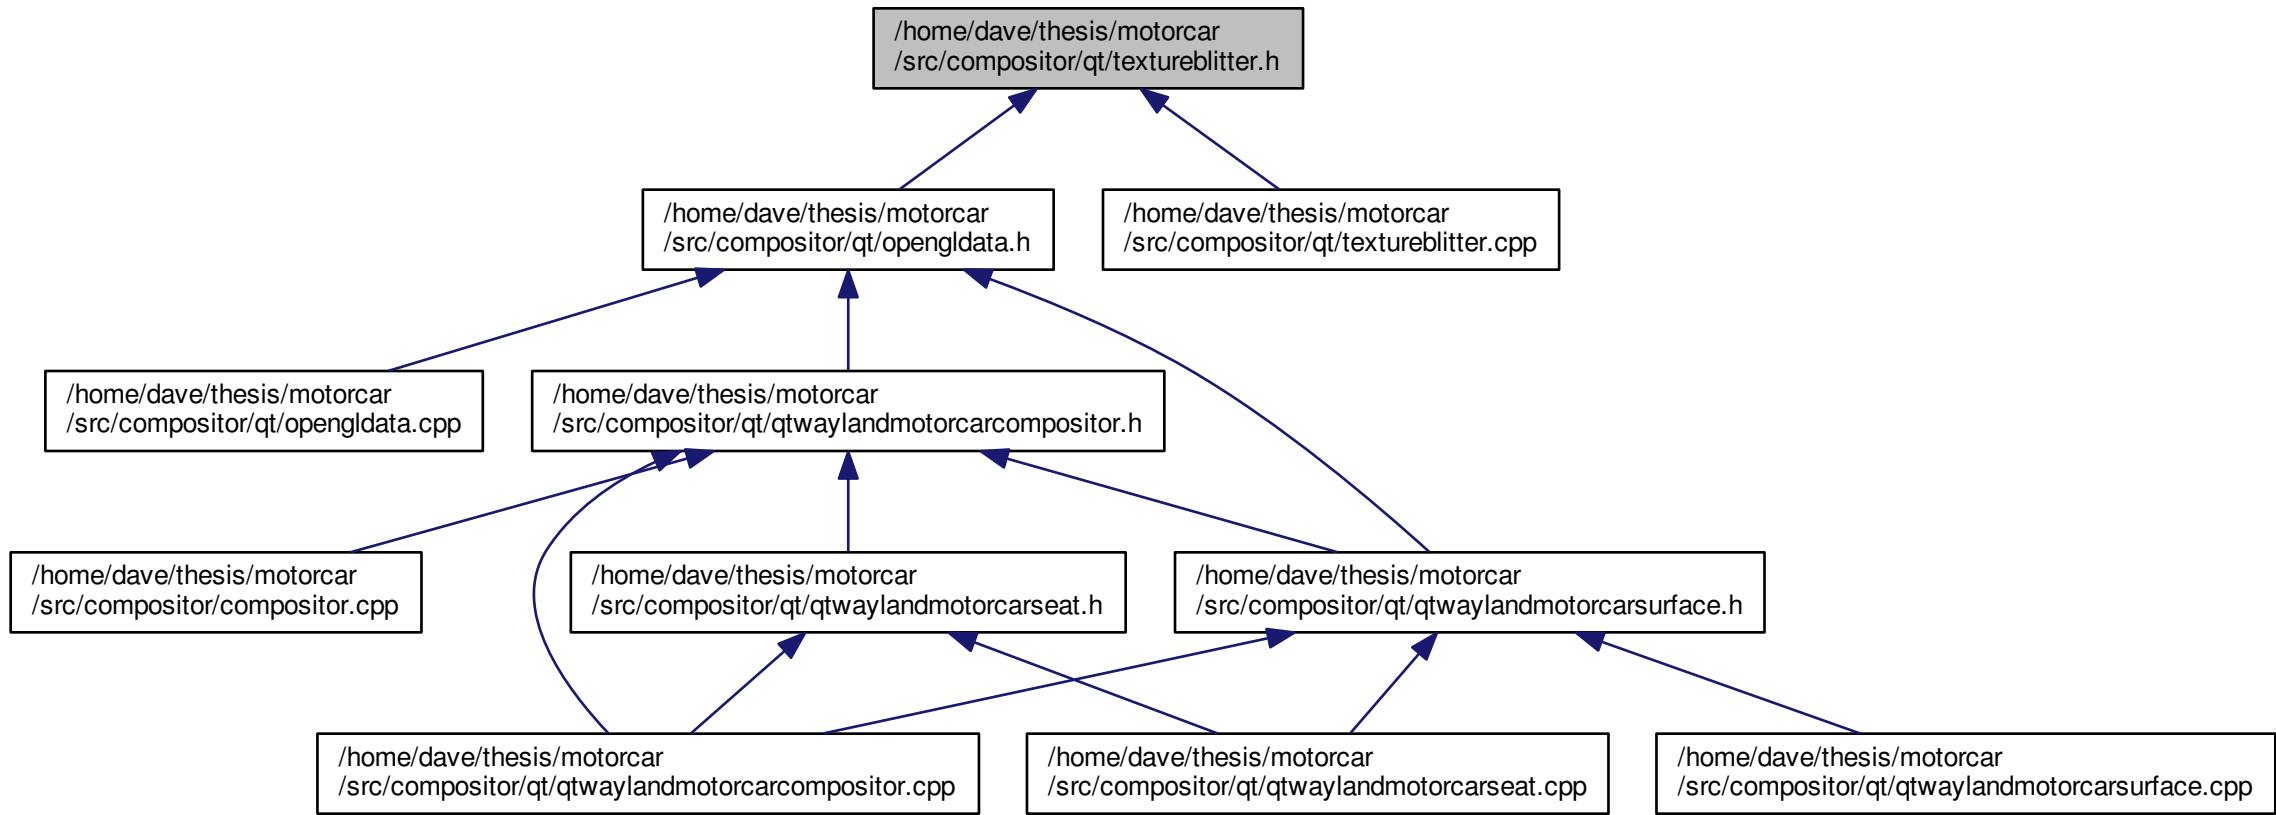 /home/dave/thesis/motorcar
/src/compositor/qt/textureblitter.h
/home/dave/thesis/motorcar
/src/compositor/qt/opengldata.h
/home/dave/thesis/motorcar
/src/compositor/qt/textureblitter.cpp
/home/dave/thesis/motorcar
/src/compositor/qt/opengldata.cpp
/home/dave/thesis/motorcar
/src/compositor/qt/qtwaylandmotorcarcompositor.h
/home/dave/thesis/motorcar
/src/compositor/compositor.cpp
/home/dave/thesis/motorcar
/src/compositor/qt/qtwaylandmotorcarseat.h
/home/dave/thesis/motorcar
/src/compositor/qt/qtwaylandmotorcarsurface.h
/home/dave/thesis/motorcar
/src/compositor/qt/qtwaylandmotorcarcompositor.cpp
/home/dave/thesis/motorcar
/src/compositor/qt/qtwaylandmotorcarseat.cpp
/home/dave/thesis/motorcar
/src/compositor/qt/qtwaylandmotorcarsurface.cpp